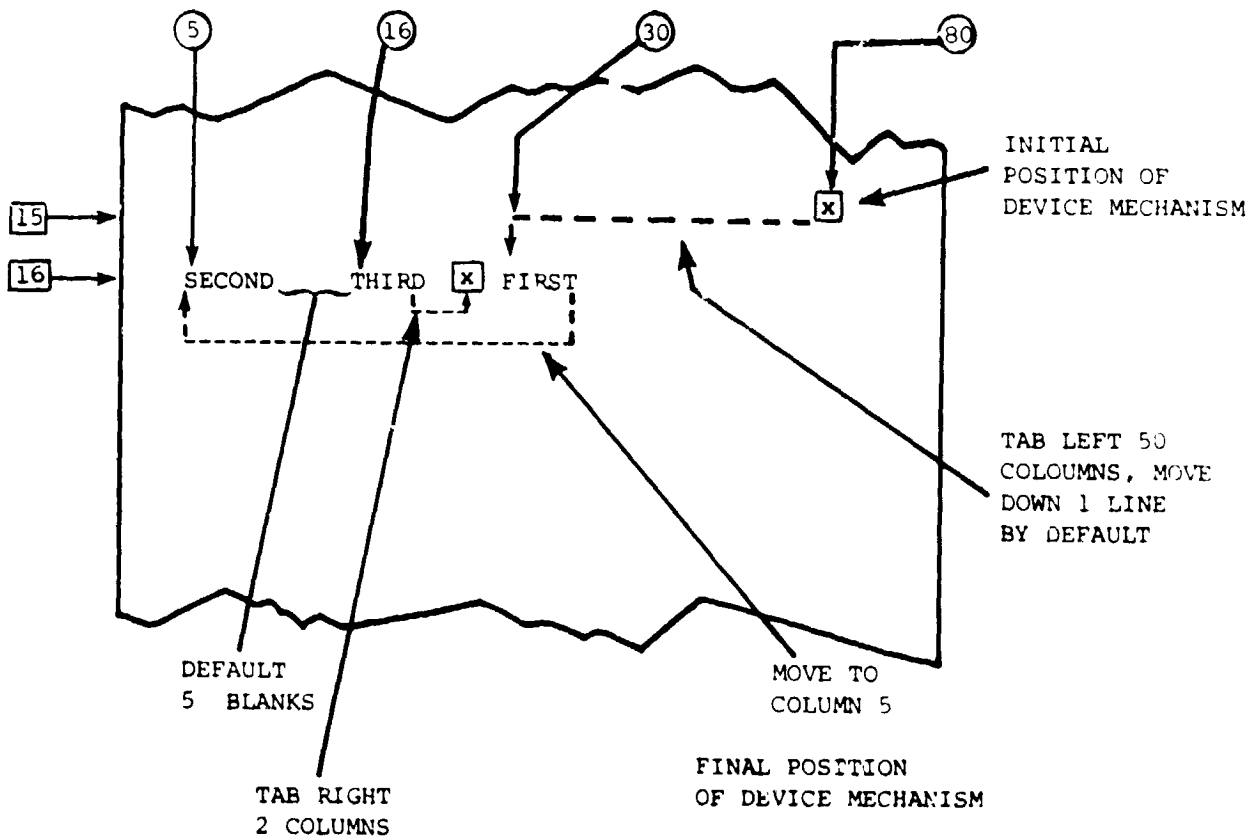 5 16 30 80
INITIAL
POSITION OF
DEVICE MECHANISM
15
x
16
SECOND THIRD x FIRST
TAB LEFT 50
COLOUMNS, MOVE
DOWN 1 LINE
BY DEFAULT
DEFAULT
5 BLANKS
MOVE TO
COLUMN 5
TAB RIGHT
2 COLUMNS
FINAL POSITION
OF DEVICE MECHANISM